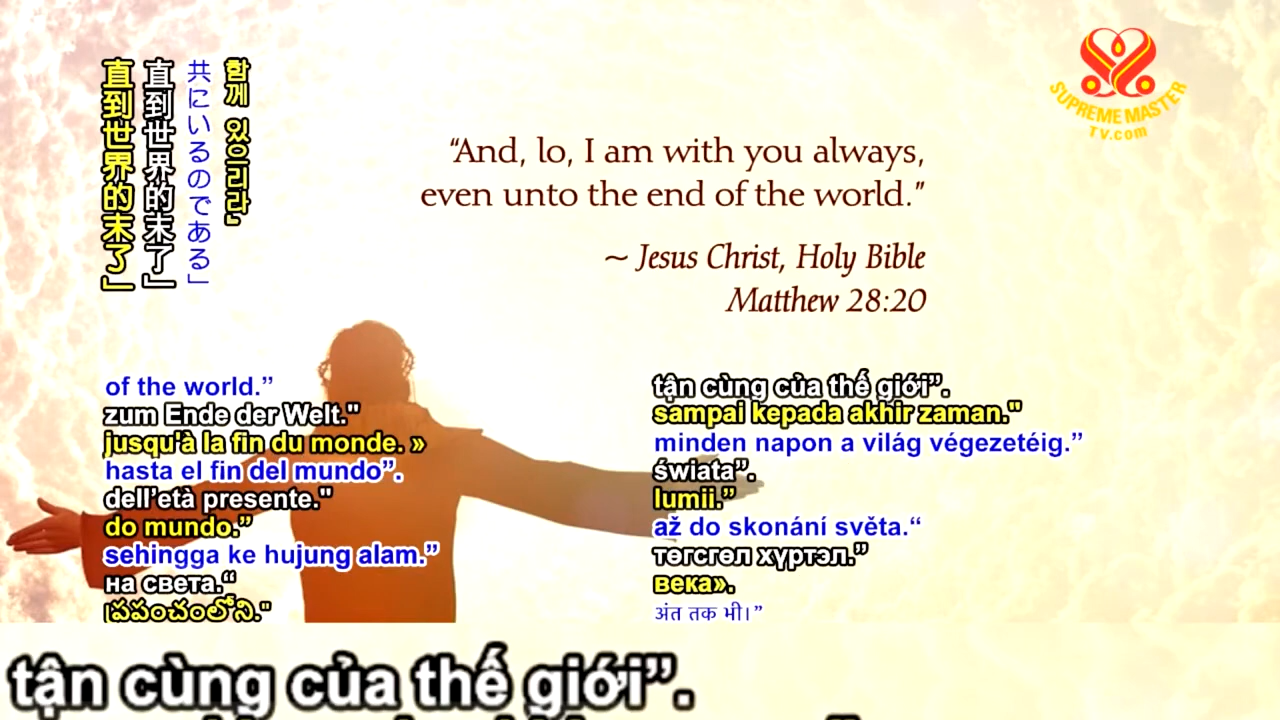 直到世界的末了」
直到世界的末了」
共にいるのである」
함께 있으리라」
SUPREME MASTER
TV.com
“And, lo, I am with you always,
even unto the end of the world.”
~ Jesus Christ, Holy Bible
Matthew 28:20
of the world.”
zum Ende der Welt."
jusqu'à la fin du monde. »
hasta el fin del mundo”.
dell’età presente."
do mundo.”
sehingga ke hujung alam.”
на света.“
ప్రపంచంలోని."
tận cùng của thế giới”.
sampai kepada akhir zaman."
minden napon a világ végezetéig.”
świata”.
lumii.”
až do skonání světa.“
төгсгөл хүртэл.”
века».
अंत तक भी।”
tận cùng của thế giới”.